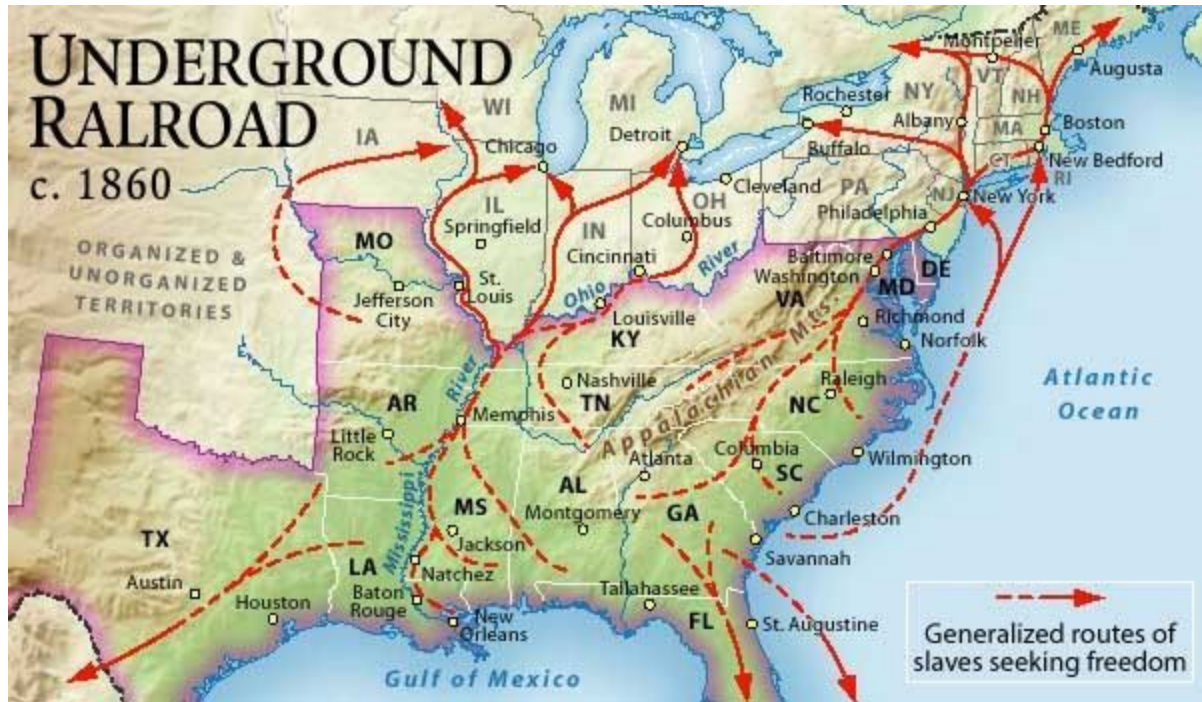 UNDERGROUND
RALROAD
c. 1860
ORGANIZED &
UNORGANIZED
TERRITORIES
IA
WI
MI
Chicago
Detroit
IL
Springfield
IN
OH
Columbus
Cleveland
Cincinnati
Ohio River
Louisville
KY
MO
Jefferson
City
St.
Louis
Montpelier
ME
Augusta
VT
NH
Rochester
NY
Albany
MA
Boston
Buffalo
CT
New Bedford
RI
PA
NJ
New York
Philadelphia
Baltimore
Washington
DE
MD
VA
Richmond
Norfolk
Appalachian Mts.
Nashville
TN
Raleigh
NC
AR
Little
Rock
Memphis
Mississippi River
Atlanta
Columbia
SC
Wilmington
Charleston
Savannah
AL
Montgomery
GA
MS
Jackson
Natchez
LA
Baton
Rouge
New
Orleans
TX
Austin
Houston
Tallahassee
FL
St. Augustine
Gulf of Mexico
Atlantic
Ocean
Generalized routes of
slaves seeking freedom